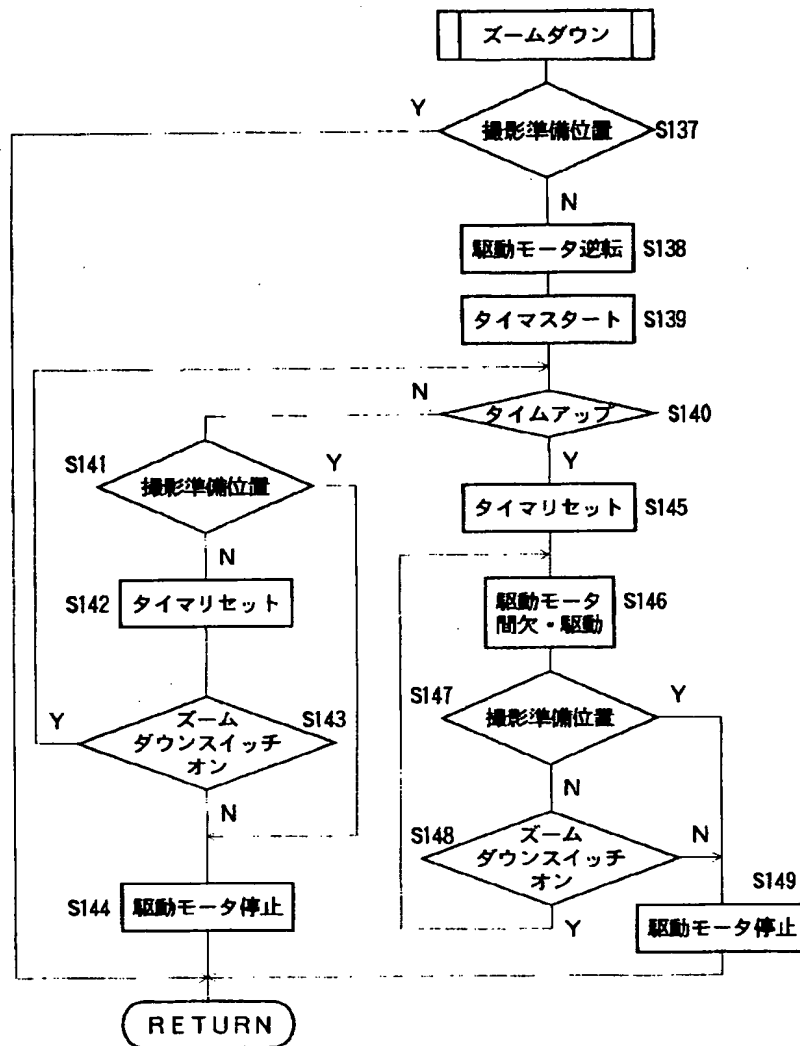 ズームダウン
Y
撮影準備位置 S137
N
駆動モータ逆転 S138
タイマスタート S139
N
タイムアップ S140
S141
Y
撮影準備位置
Y
タイマリセット S145
N
S142 タイマリセット
駆動モータ
間欠・駆動
S146
S147
Y
撮影準備位置
Y
ズーム
ダウンスイッチ
オン
S143
N
N
S148
ズーム
ダウンスイッチ
オン
N
Y
S149
S144 駆動モータ停止
駆動モータ停止
RETURN